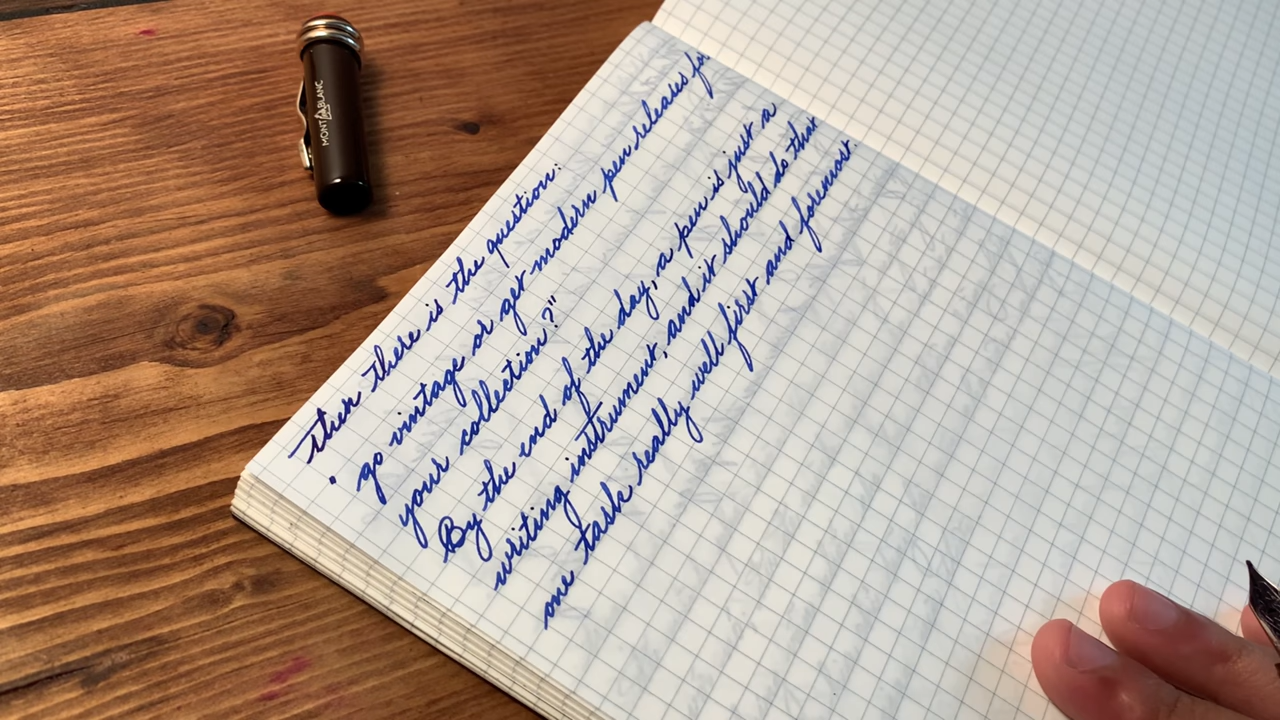 MONTBLANC
then there is the question:
"go vintage or get modern pen releases for
your collection?"
By the end of the day, a pen is just a
writing instrument, and it should do that
one task really well first and foremost.